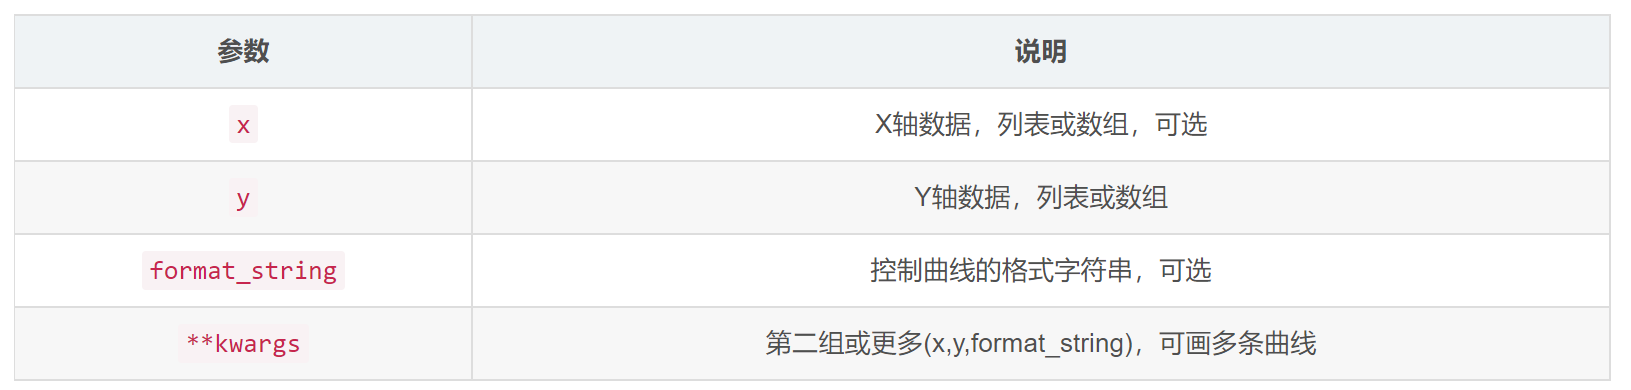 参数 说明
x X轴数据，列表或数组，可选
y Y轴数据，列表或数组
format_string 控制曲线的格式字符串，可选
**kwargs 第二组或更多(x,y,format_string)，可画多条曲线